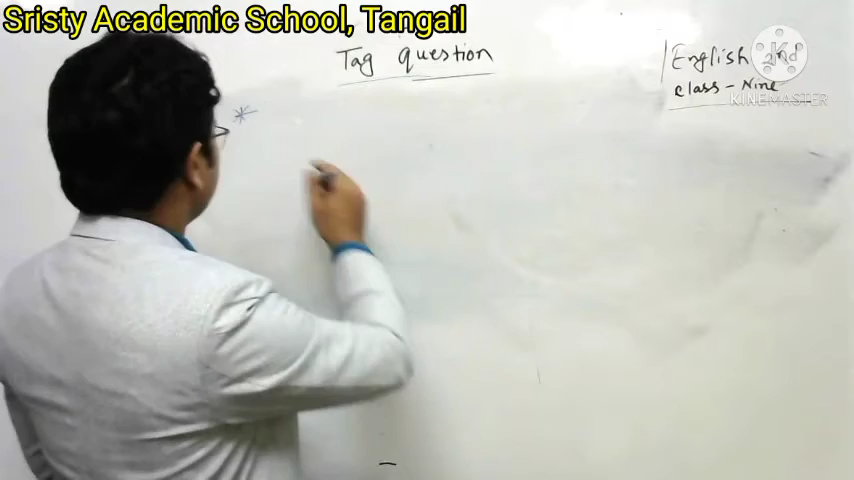 Sristy Academic School, Tangail
Tag question
English 2nd
class - Nine
KINEMASTER
*